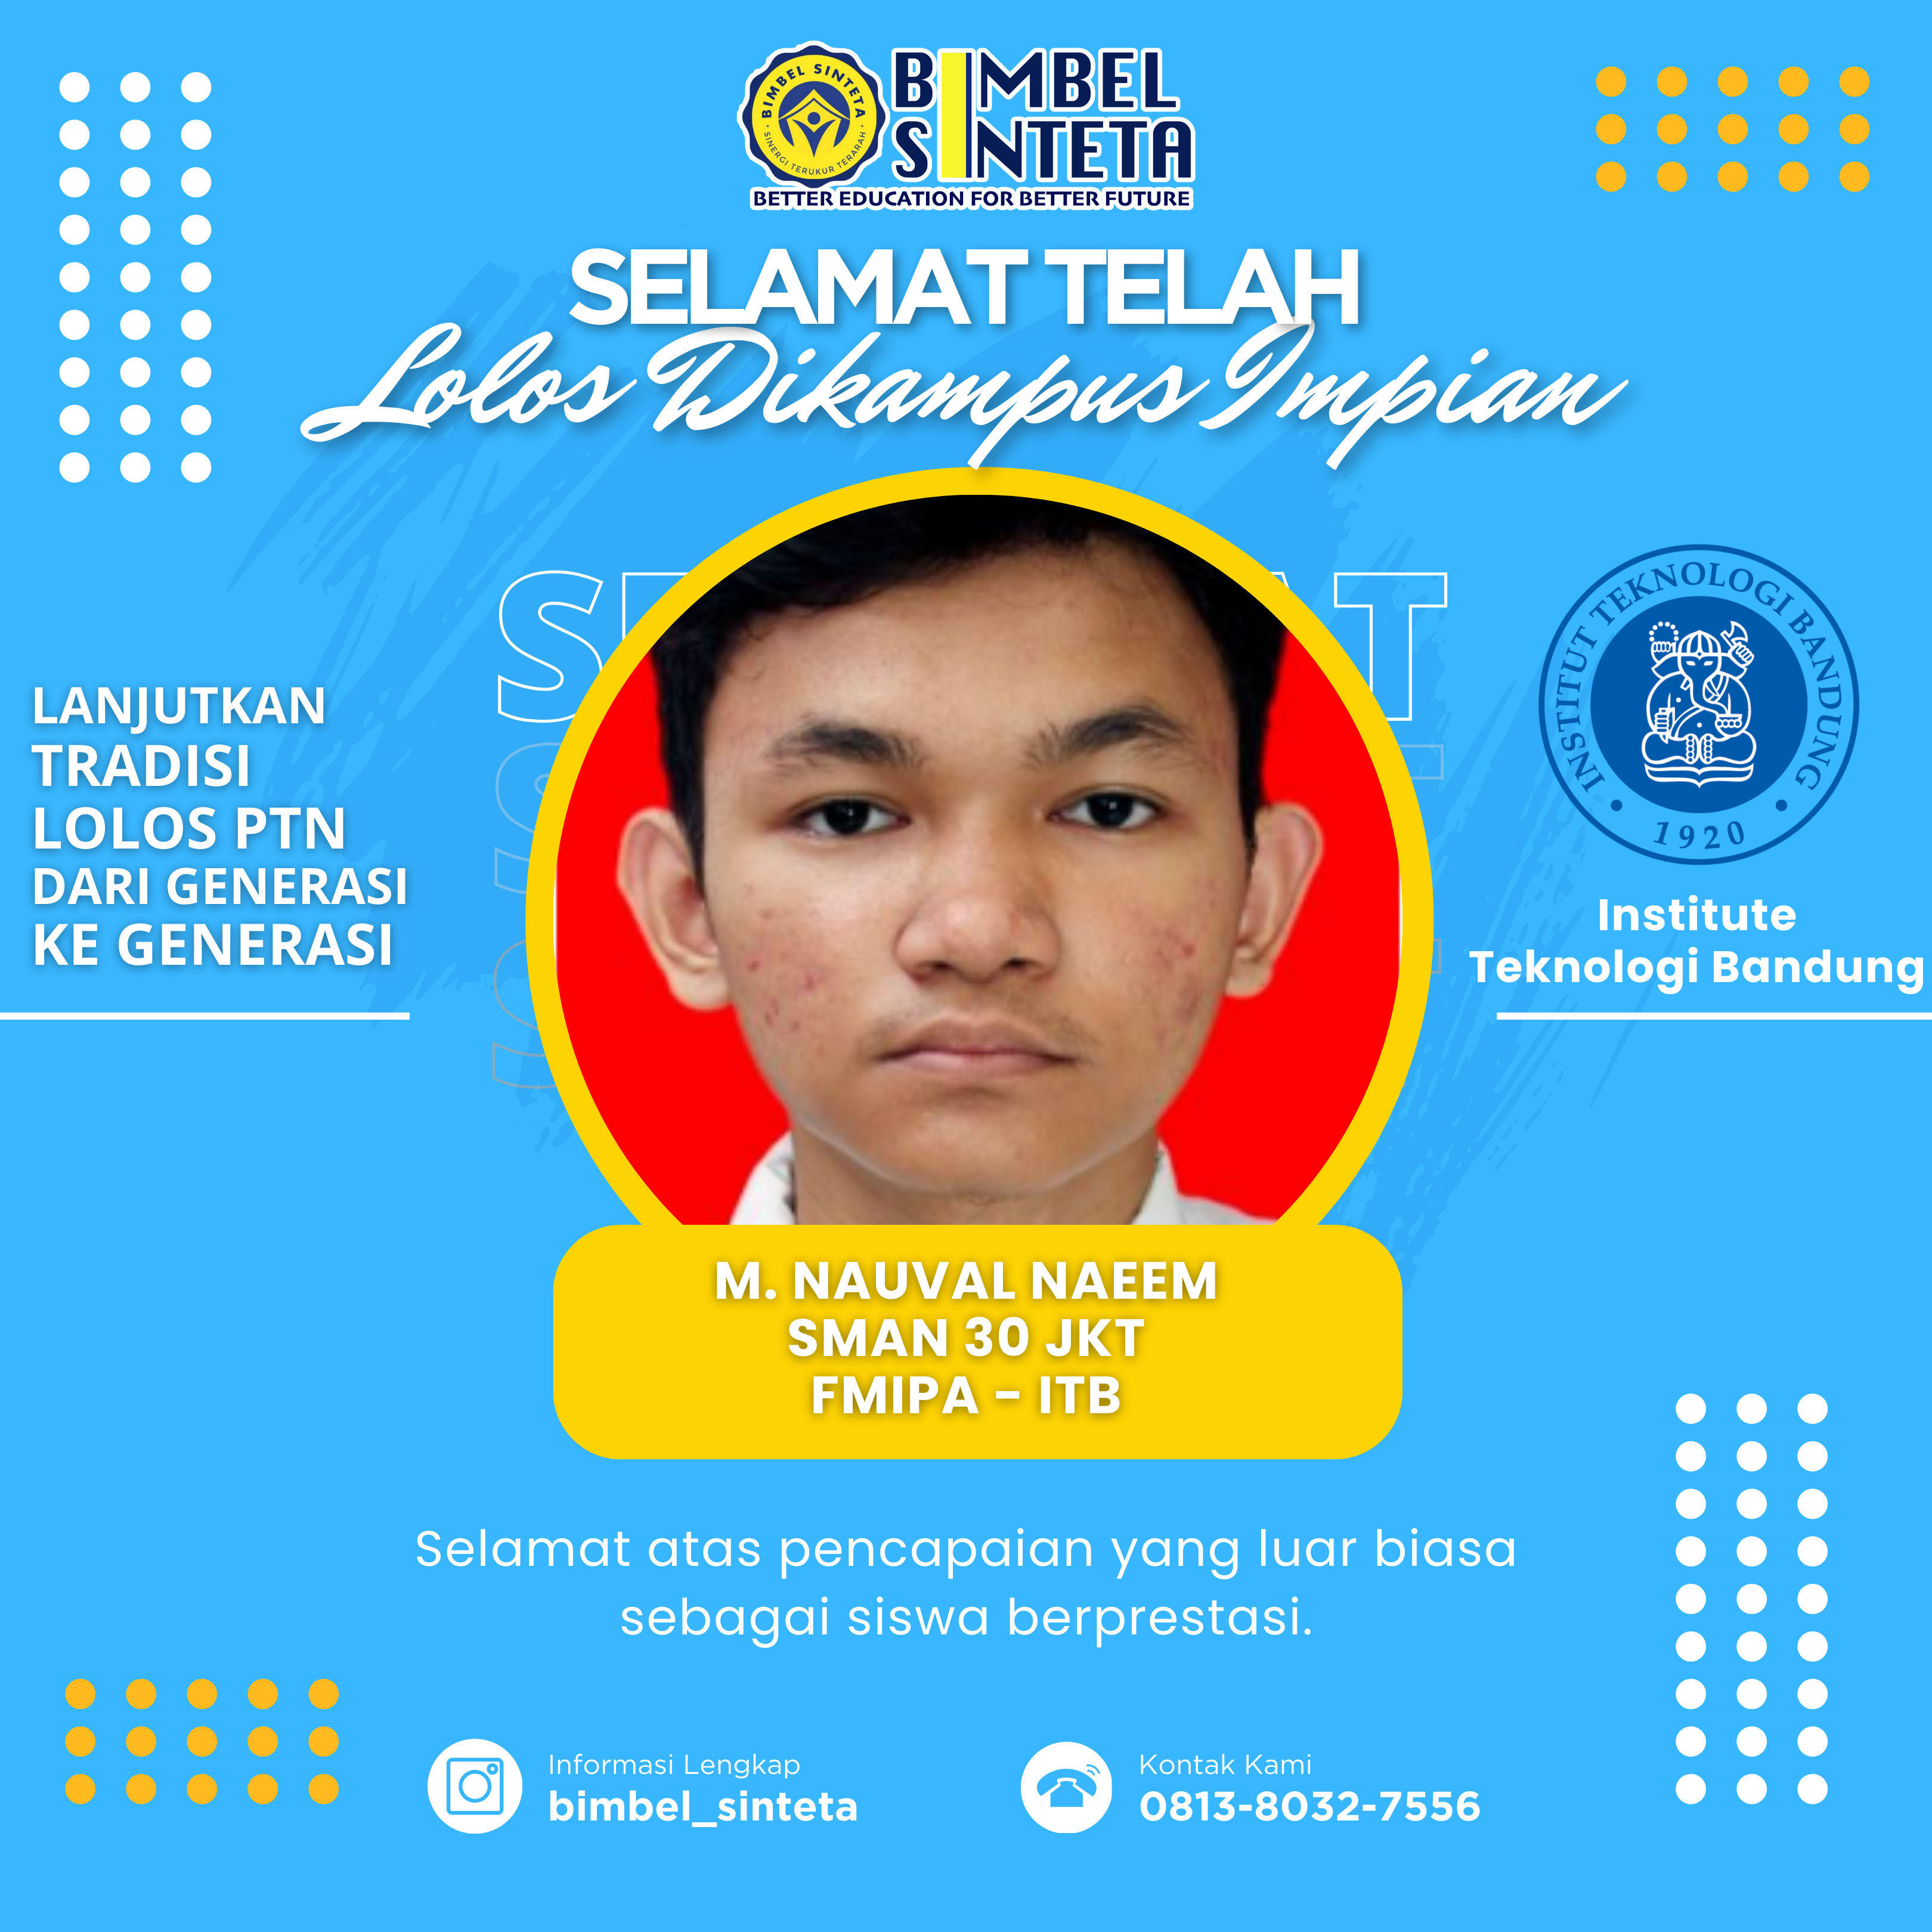 BIMBEL SINTETA
SINERGI TERUKUR TERARAH
BIMBEL
SINTETA
BETTER EDUCATION FOR BETTER FUTURE
SELAMAT TELAH
Lolos Dikampus Impian
LANJUTKAN
TRADISI
LOLOS PTN
DARI GENERASI
KE GENERASI
INSTITUT TEKNOLOGI BANDUNG
1920
Institute
Teknologi Bandung
M. NAUVAL NAEEM
SMAN 30 JKT
FMIPA - ITB
Selamat atas pencapaian yang luar biasa
sebagai siswa berprestasi.
Informasi Lengkap
bimbel_sinteta
Kontak Kami
0813-8032-7556